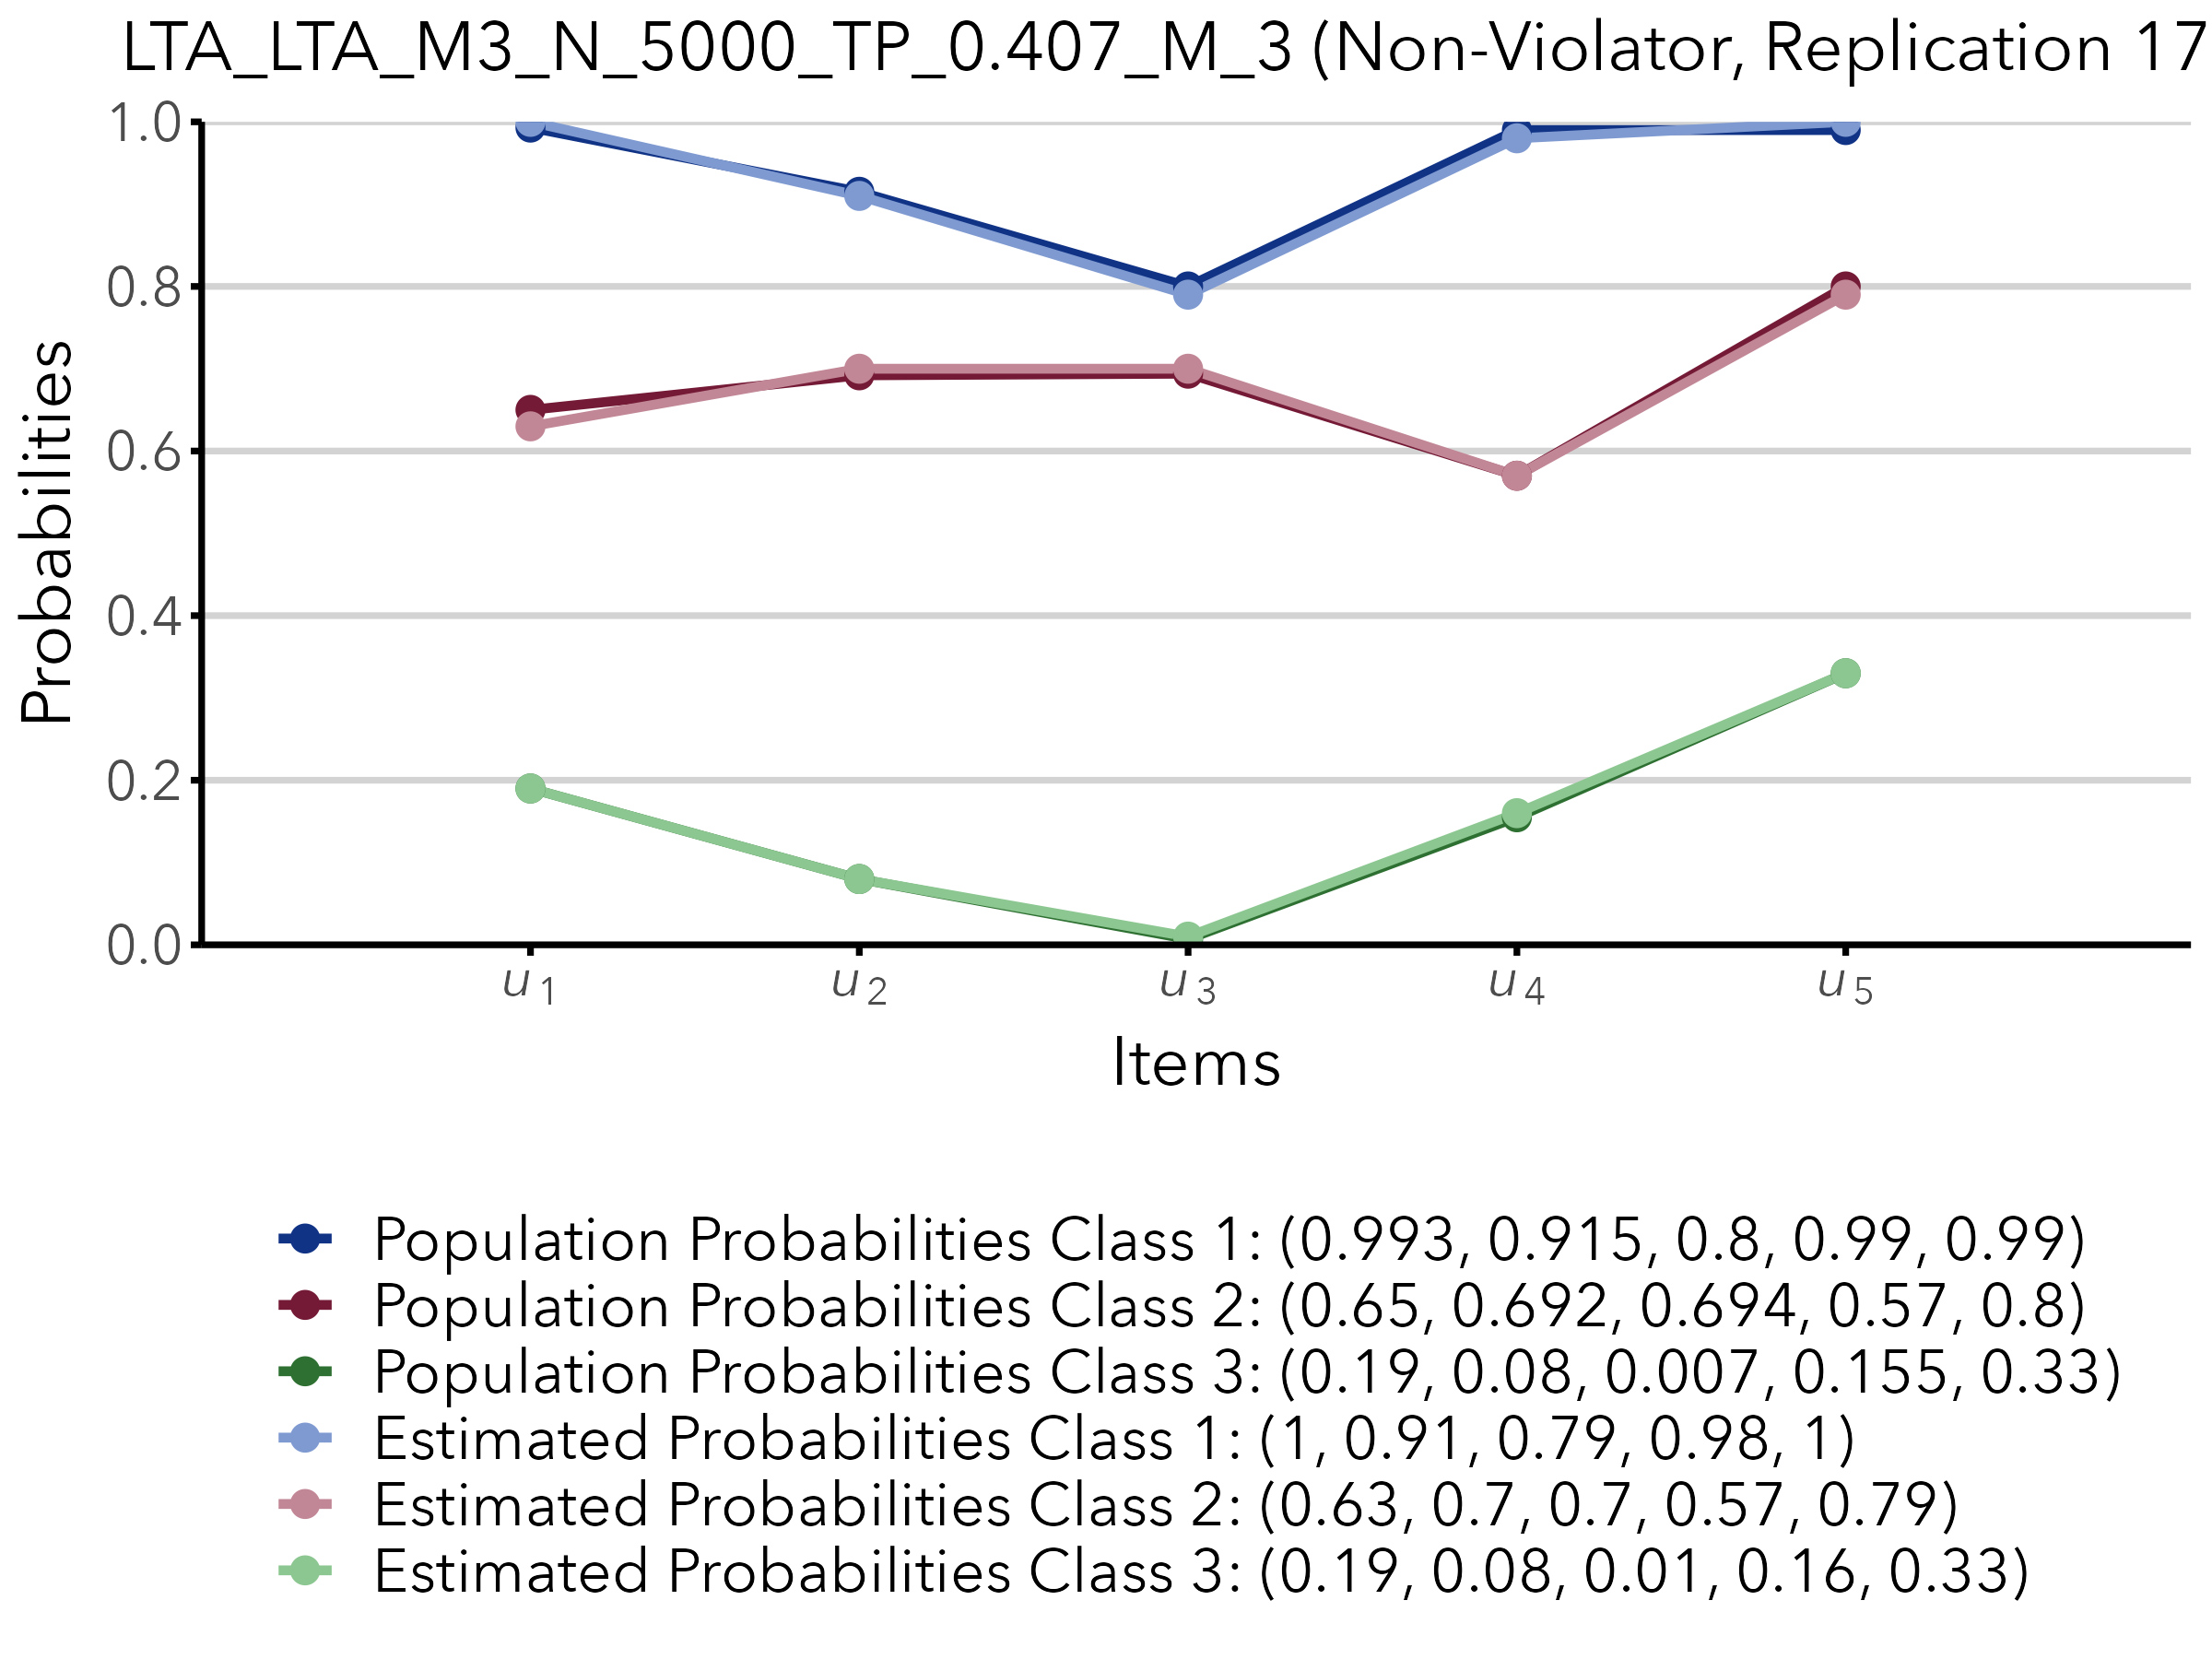 LTA_LTA_M3_N_5000_TP_0.407_M_3 (Non-Violator, Replication 17
1.0
0.8
0.6
0.4
0.2
0.0
Probabilities
u1
u2
u3
u4
u5
Items
Population Probabilities Class 1: (0.993, 0.915, 0.8, 0.99, 0.99)
Population Probabilities Class 2: (0.65, 0.692, 0.694, 0.57, 0.8)
Population Probabilities Class 3: (0.19, 0.08, 0.007, 0.155, 0.33)
Estimated Probabilities Class 1: (1, 0.91, 0.79, 0.98, 1)
Estimated Probabilities Class 2: (0.63, 0.7, 0.7, 0.57, 0.79)
Estimated Probabilities Class 3: (0.19, 0.08, 0.01, 0.16, 0.33)